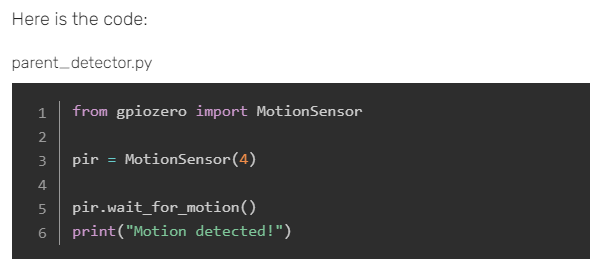 Here is the code:
parent_detector.py
1 from gpiozero import MotionSensor
2
3 pir = MotionSensor(4)
4
5 pir.wait_for_motion()
6 print("Motion detected!")